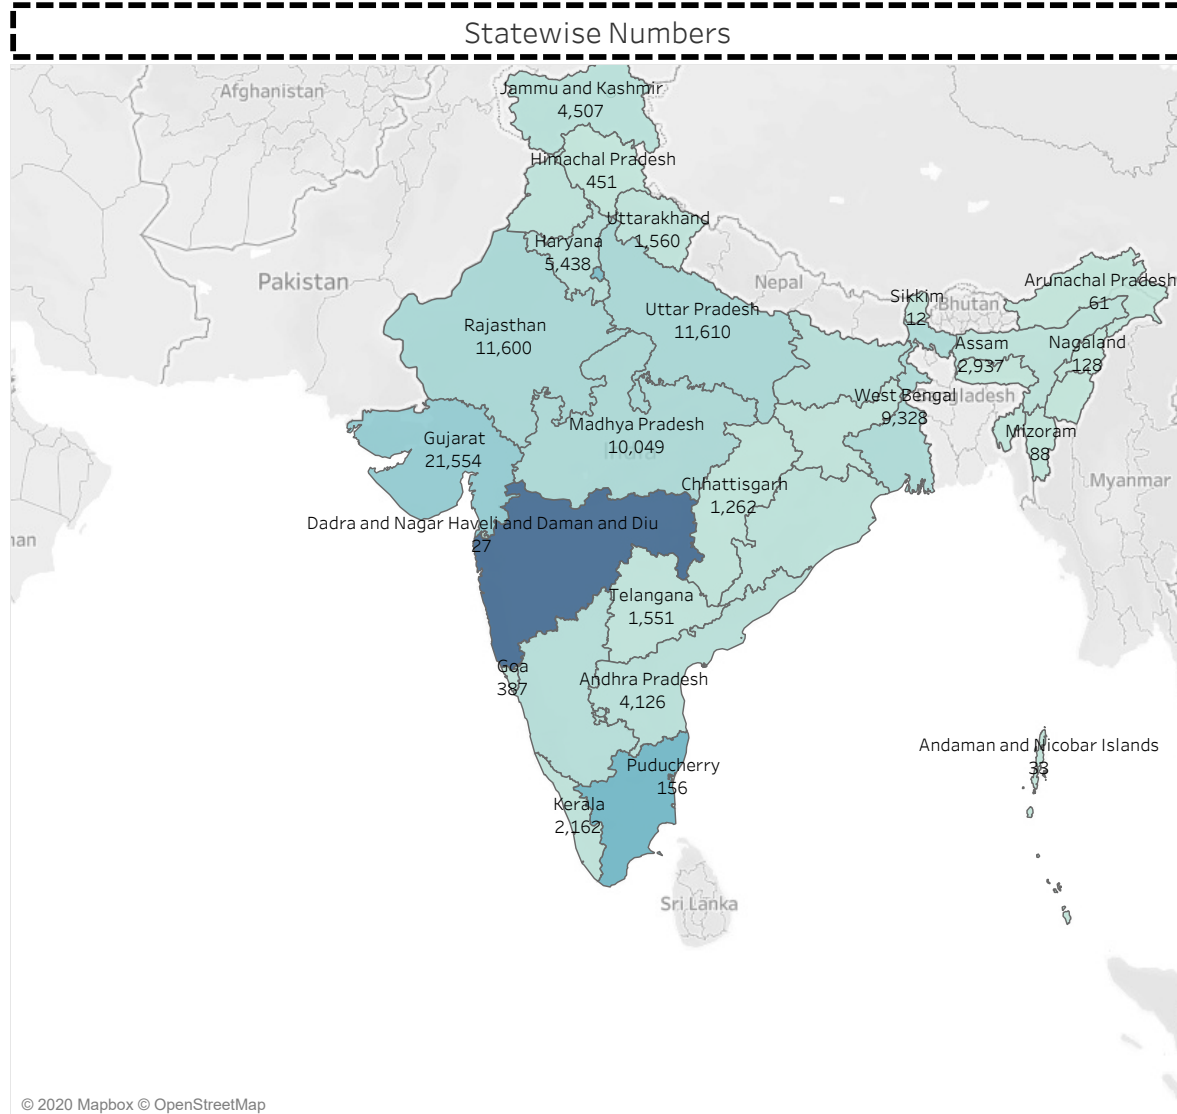 Statewise Numbers
Afghanistan
Jammu and Kashmir
4,507
Himachal Pradesh
451
Uttarakhand
1,560
Haryana
5,438
Pakistan
Nepal
Sikkim
12
Bhutan
Arunachal Pradesh
61
Rajasthan
11,600
Uttar Pradesh
11,610
Assam
2,937
Nagaland
128
West Bengal
9,328
Bangladesh
Gujarat
21,554
Madhya Pradesh
10,049
India
Mizoram
88
Myanmar
Chhattisgarh
1,262
Dadra and Nagar Haveli and Daman and Diu
27
an
Telangana
1,551
Goa
387
Andhra Pradesh
4,126
Andaman and Nicobar Islands
33
Puducherry
156
Kerala
2,162
Sri Lanka
© 2020 Mapbox © OpenStreetMap